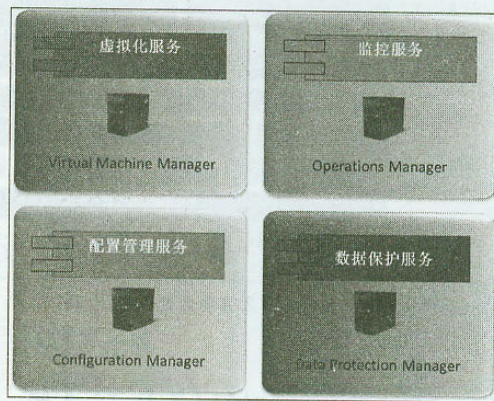 虚拟化服务
Virtual Machine Manager
监控服务
Operations Manager
配置管理服务
Configuration Manager
数据保护服务
Data Protection Manager